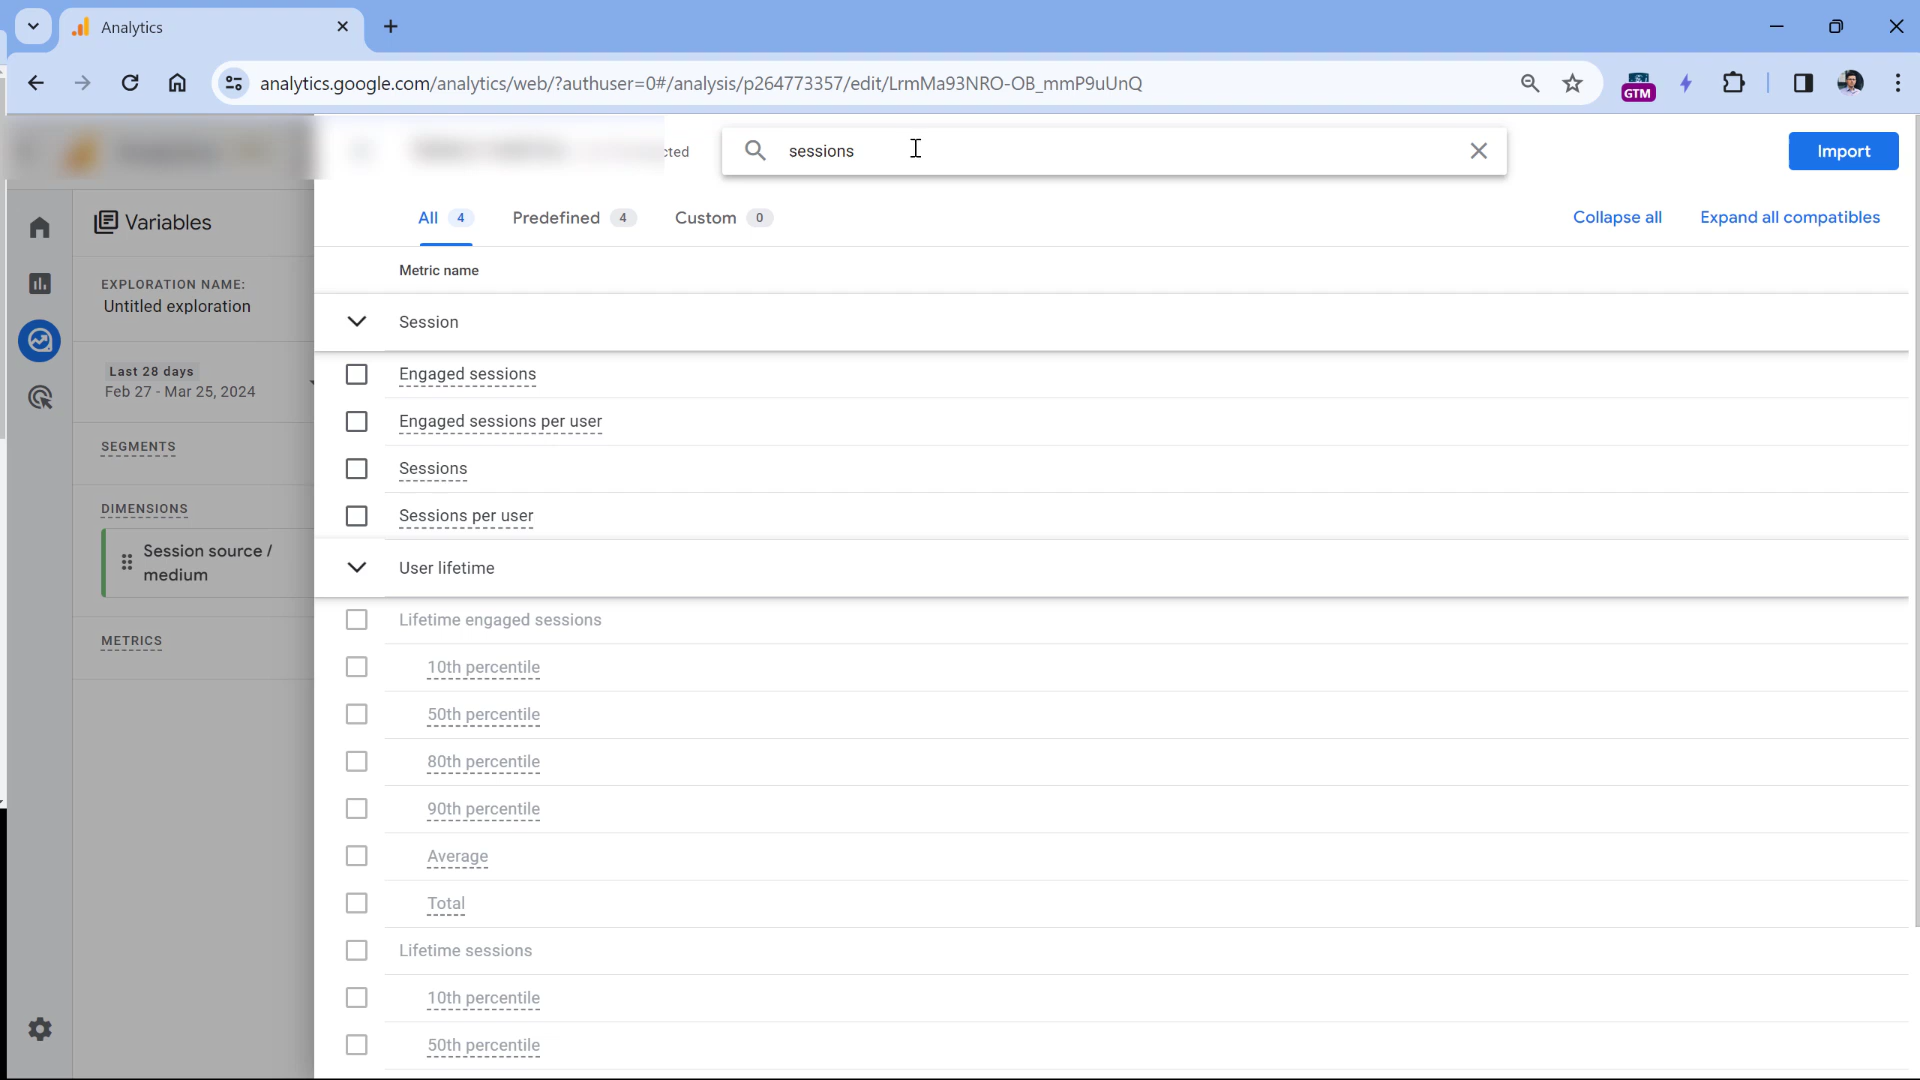 Analytics
analytics.google.com/analytics/web/?authuser=0#/analysis/p264773357/edit/LrmMa93NRO-OB_mmP9uUnQ
GTM
cted
sessions
Import
Variables
All 4
Predefined 4
Custom 0
Collapse all
Expand all compatibles
EXPLORATION NAME:
Untitled exploration
Last 28 days
Feb 27 - Mar 25, 2024
SEGMENTS
DIMENSIONS
Session source /
medium
METRICS
Metric name
Session
Engaged sessions
Engaged sessions per user
Sessions
Sessions per user
User lifetime
Lifetime engaged sessions
10th percentile
50th percentile
80th percentile
90th percentile
Average
Total
Lifetime sessions
10th percentile
50th percentile